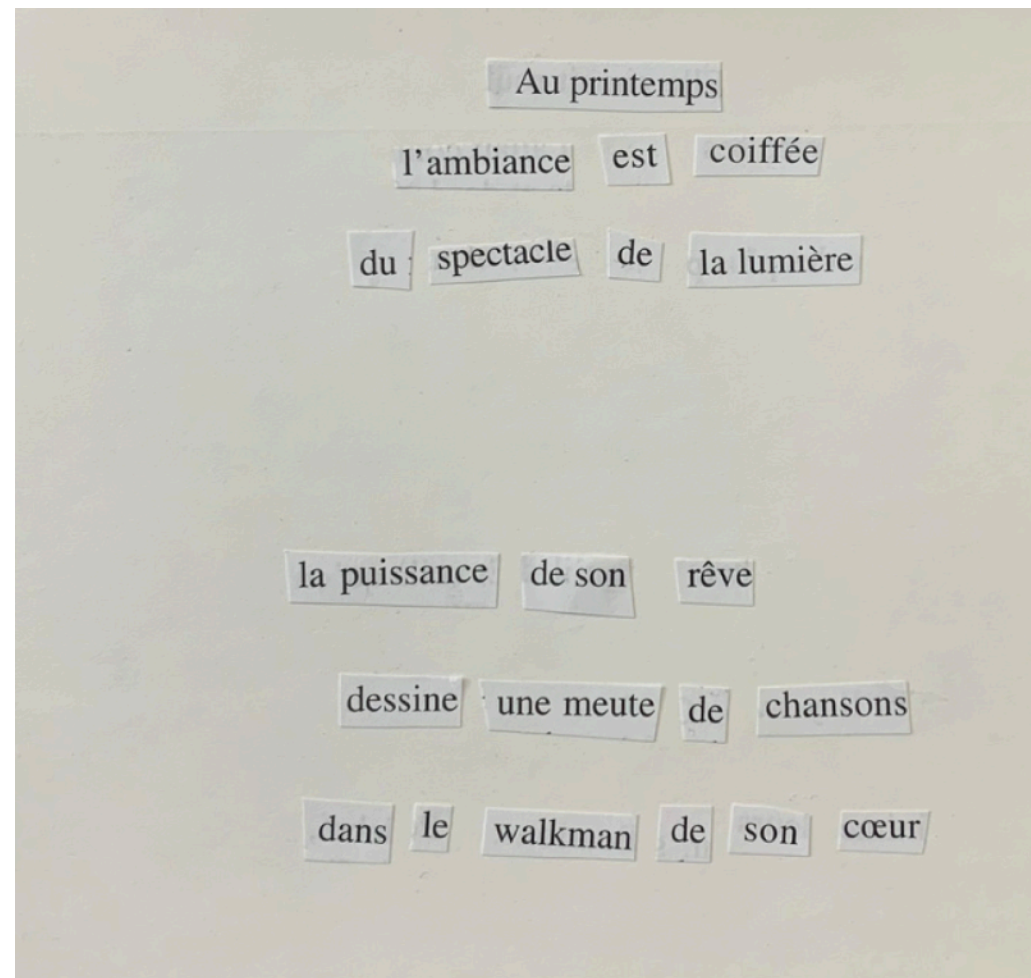 Au printemps
l’ambiance est coiffée
du spectacle de la lumière
la puissance de son rêve
dessine une meute de chansons
dans le walkman de son cœur